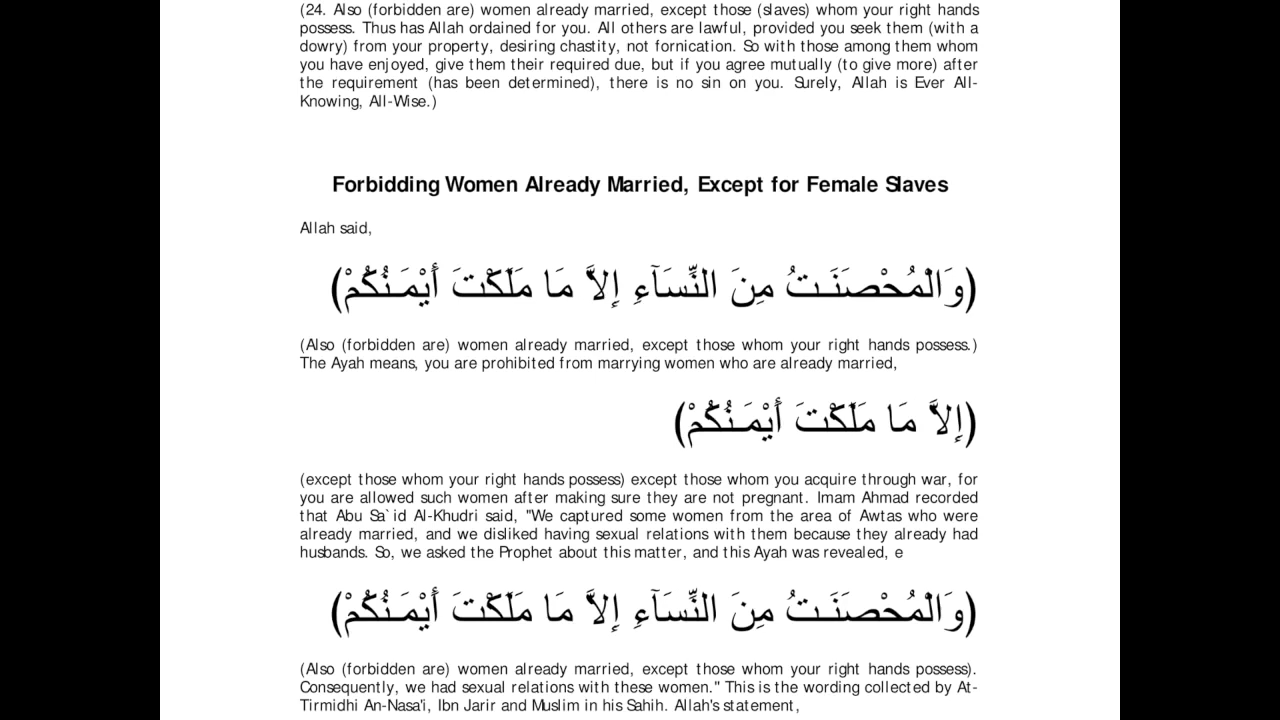 (24. Also (forbidden are) women already married, except those (slaves) whom your right hands
possess. Thus has Allah ordained for you. All others are lawful, provided you seek them (with a
dowry) from your property, desiring chastity, not fornication. So with those among them whom
you have enjoyed, give them their required due, but if you agree mutually (to give more) after
the requirement (has been determined), there is no sin on you. Surely, Allah is Ever All-
Knowing, All-Wise.)
Forbidding Women Already Married, Except for Female Slaves
Allah said,
(وَالْمُحْصَنَـتُ مِنَ النِّسَآءِ إِلاَّ مَا مَلَكْتَ أَيْمَـنُكُمْ)
(Also (forbidden are) women already married, except those whom your right hands possess.)
The Ayah means, you are prohibited from marrying women who are already married,
(إِلاَّ مَا مَلَكْتَ أَيْمَـنُكُمْ)
(except those whom your right hands possess) except those whom you acquire through war, for
you are allowed such women after making sure they are not pregnant. Imam Ahmad recorded
that Abu Sa`id Al-Khudri said, "We captured some women from the area of Awtas who were
already married, and we disliked having sexual relations with them because they already had
husbands. So, we asked the Prophet about this matter, and this Ayah was revealed, e
(وَالْمُحْصَنَـتُ مِنَ النِّسَآءِ إِلاَّ مَا مَلَكْتَ أَيْمَـنُكُمْ)
(Also (forbidden are) women already married, except those whom your right hands possess).
Consequently, we had sexual relations with these women." This is the wording collected by At-
Tirmidhi An-Nasa'i, Ibn Jarir and Muslim in his Sahih. Allah's statement,